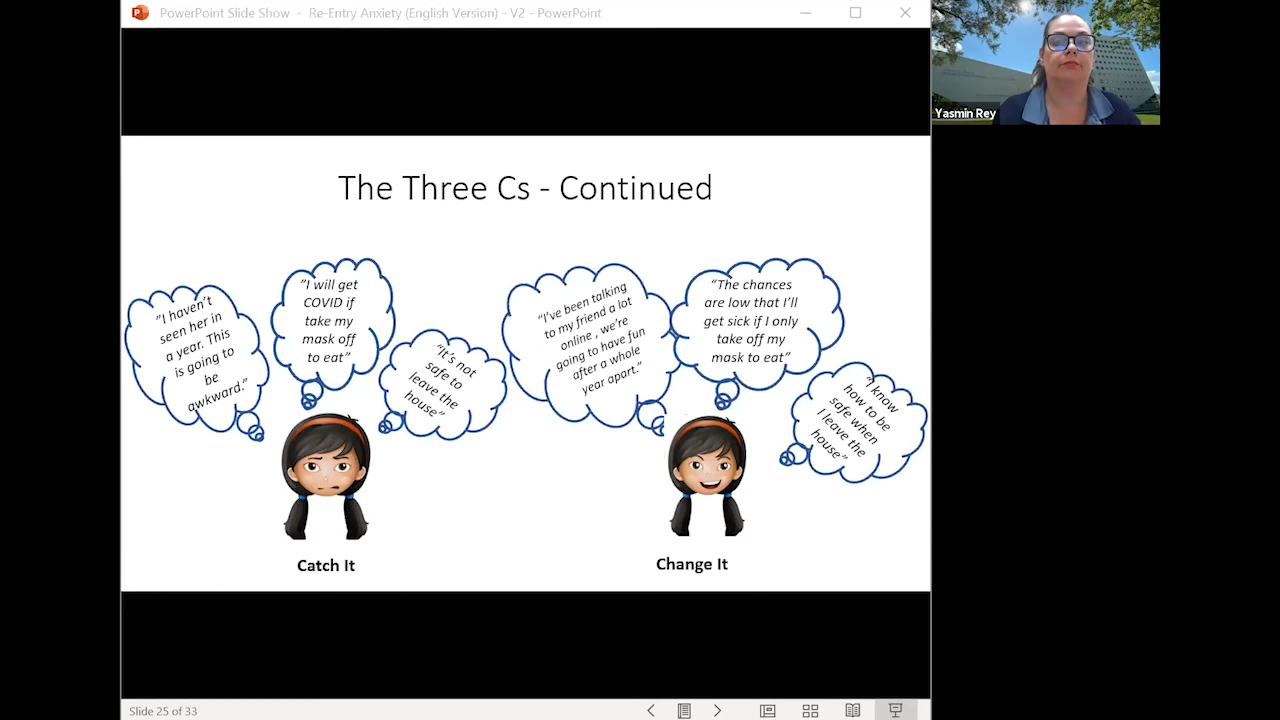 PowerPoint Slide Show - Re-Entry Anxiety (English Version) - V2 - PowerPoint
Yasmin Rey
The Three Cs - Continued
"I haven't
seen her in
a year. This
is going to
be
awkward."
"I will get
COVID if
take my
mask off
to eat"
"It's not
safe to
leave the
house"
"I've been talking
to my friend a lot
online , we're
going to have fun
after a whole
year apart."
"The chances
are low that I'll
get sick if I only
take off my
mask to eat"
"I know
how to be
safe when
I leave the
house"
Catch It
Change It
Slide 25 of 33